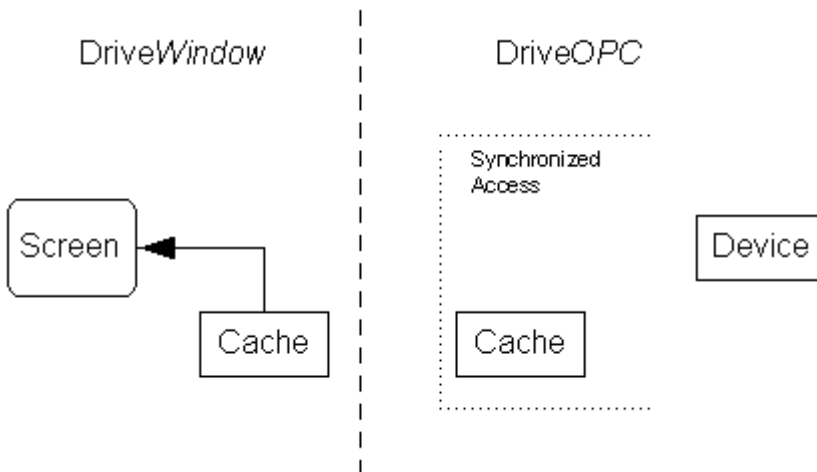 DriveWindow
DriveOPC
Synchronized
Access
Screen
Device
Cache
Cache